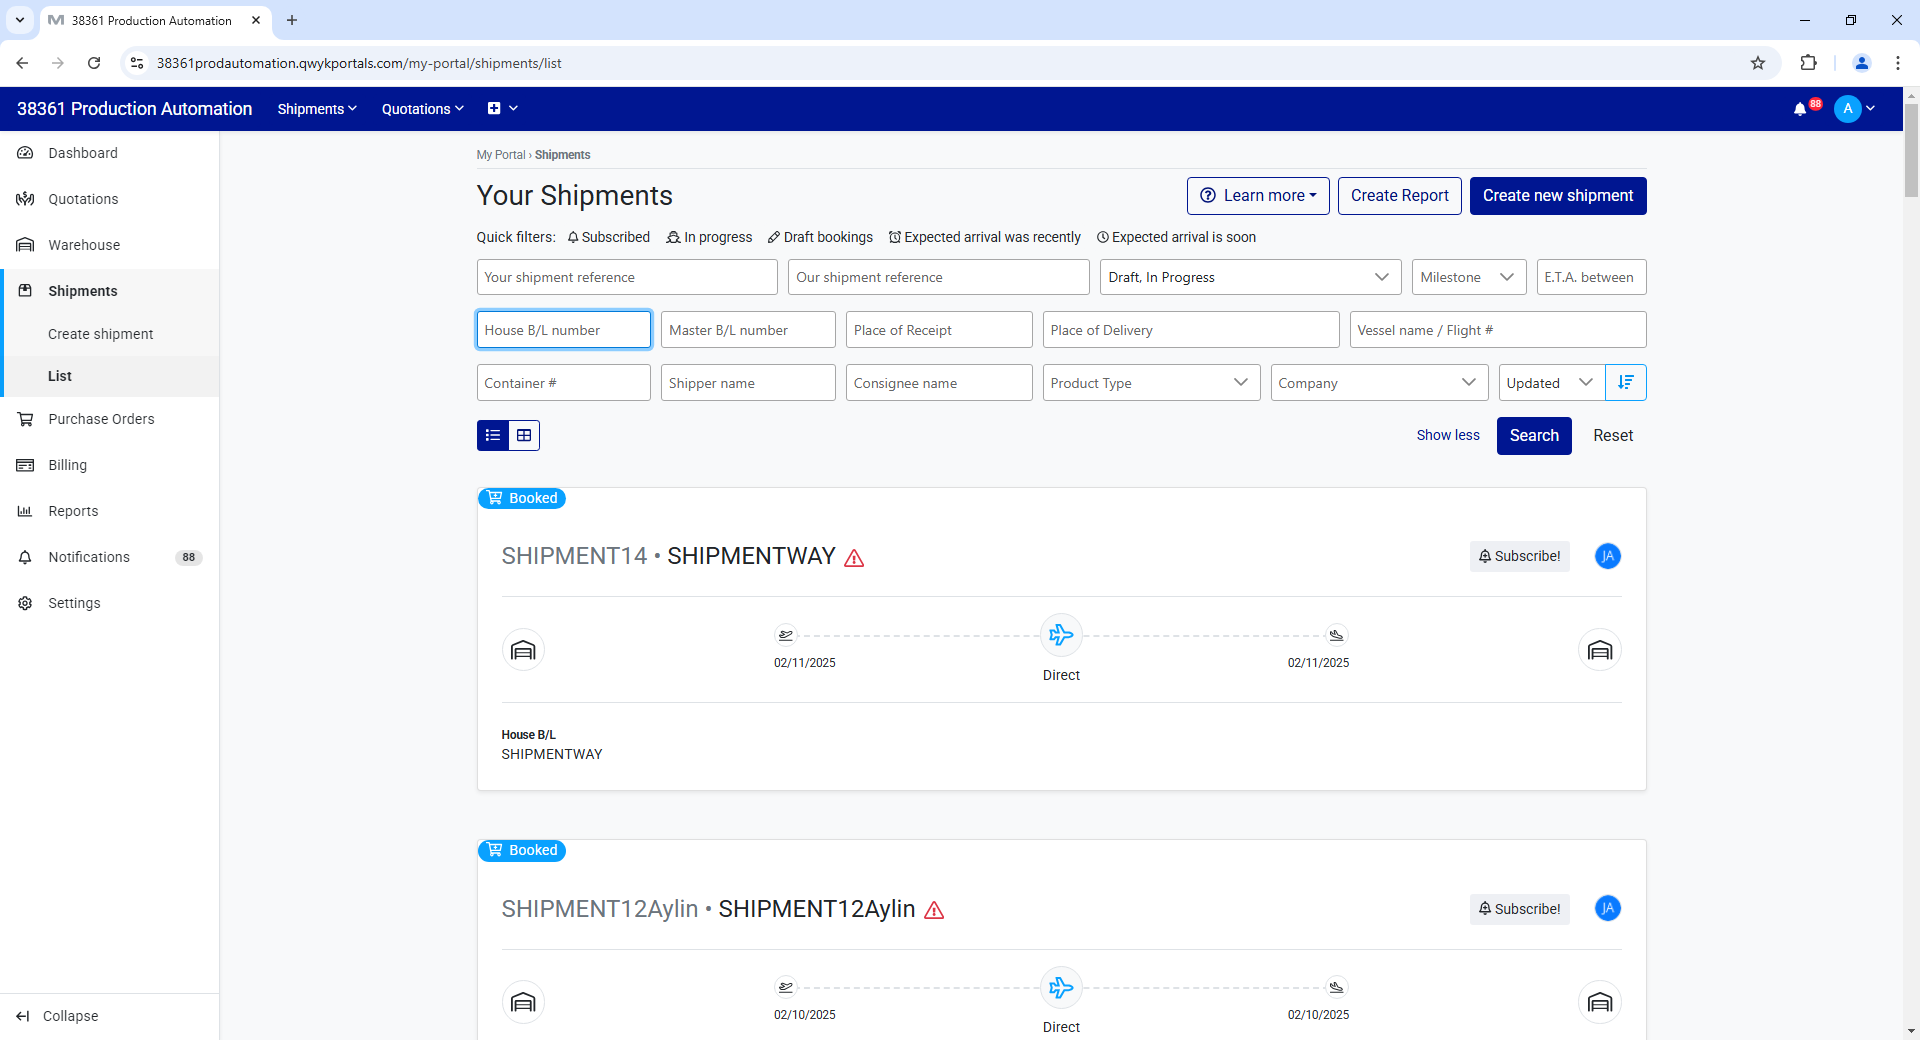 38361 Production Automation
38361prodautomation.qwykportals.com/my-portal/shipments/list
38361 Production Automation
Shipments
Quotations
88
A
Dashboard
Quotations
Warehouse
Shipments
Create shipment
List
Purchase Orders
Billing
Reports
Notifications
88
Settings
Collapse
My Portal › Shipments
Your Shipments
Learn more
Create Report
Create new shipment
Quick filters: Subscribed In progress Draft bookings Expected arrival was recently Expected arrival is soon
Your shipment reference
Our shipment reference
Draft, In Progress
Milestone
E.T.A. between
House B/L number
Master B/L number
Place of Receipt
Place of Delivery
Vessel name / Flight #
Container #
Shipper name
Consignee name
Product Type
Company
Updated
Show less
Search
Reset
Booked
SHIPMENT14 • SHIPMENTWAY
Subscribe!
JA
02/11/2025
Direct
02/11/2025
House B/L
SHIPMENTWAY
Booked
SHIPMENT12Aylin • SHIPMENT12Aylin
Subscribe!
JA
02/10/2025
Direct
02/10/2025